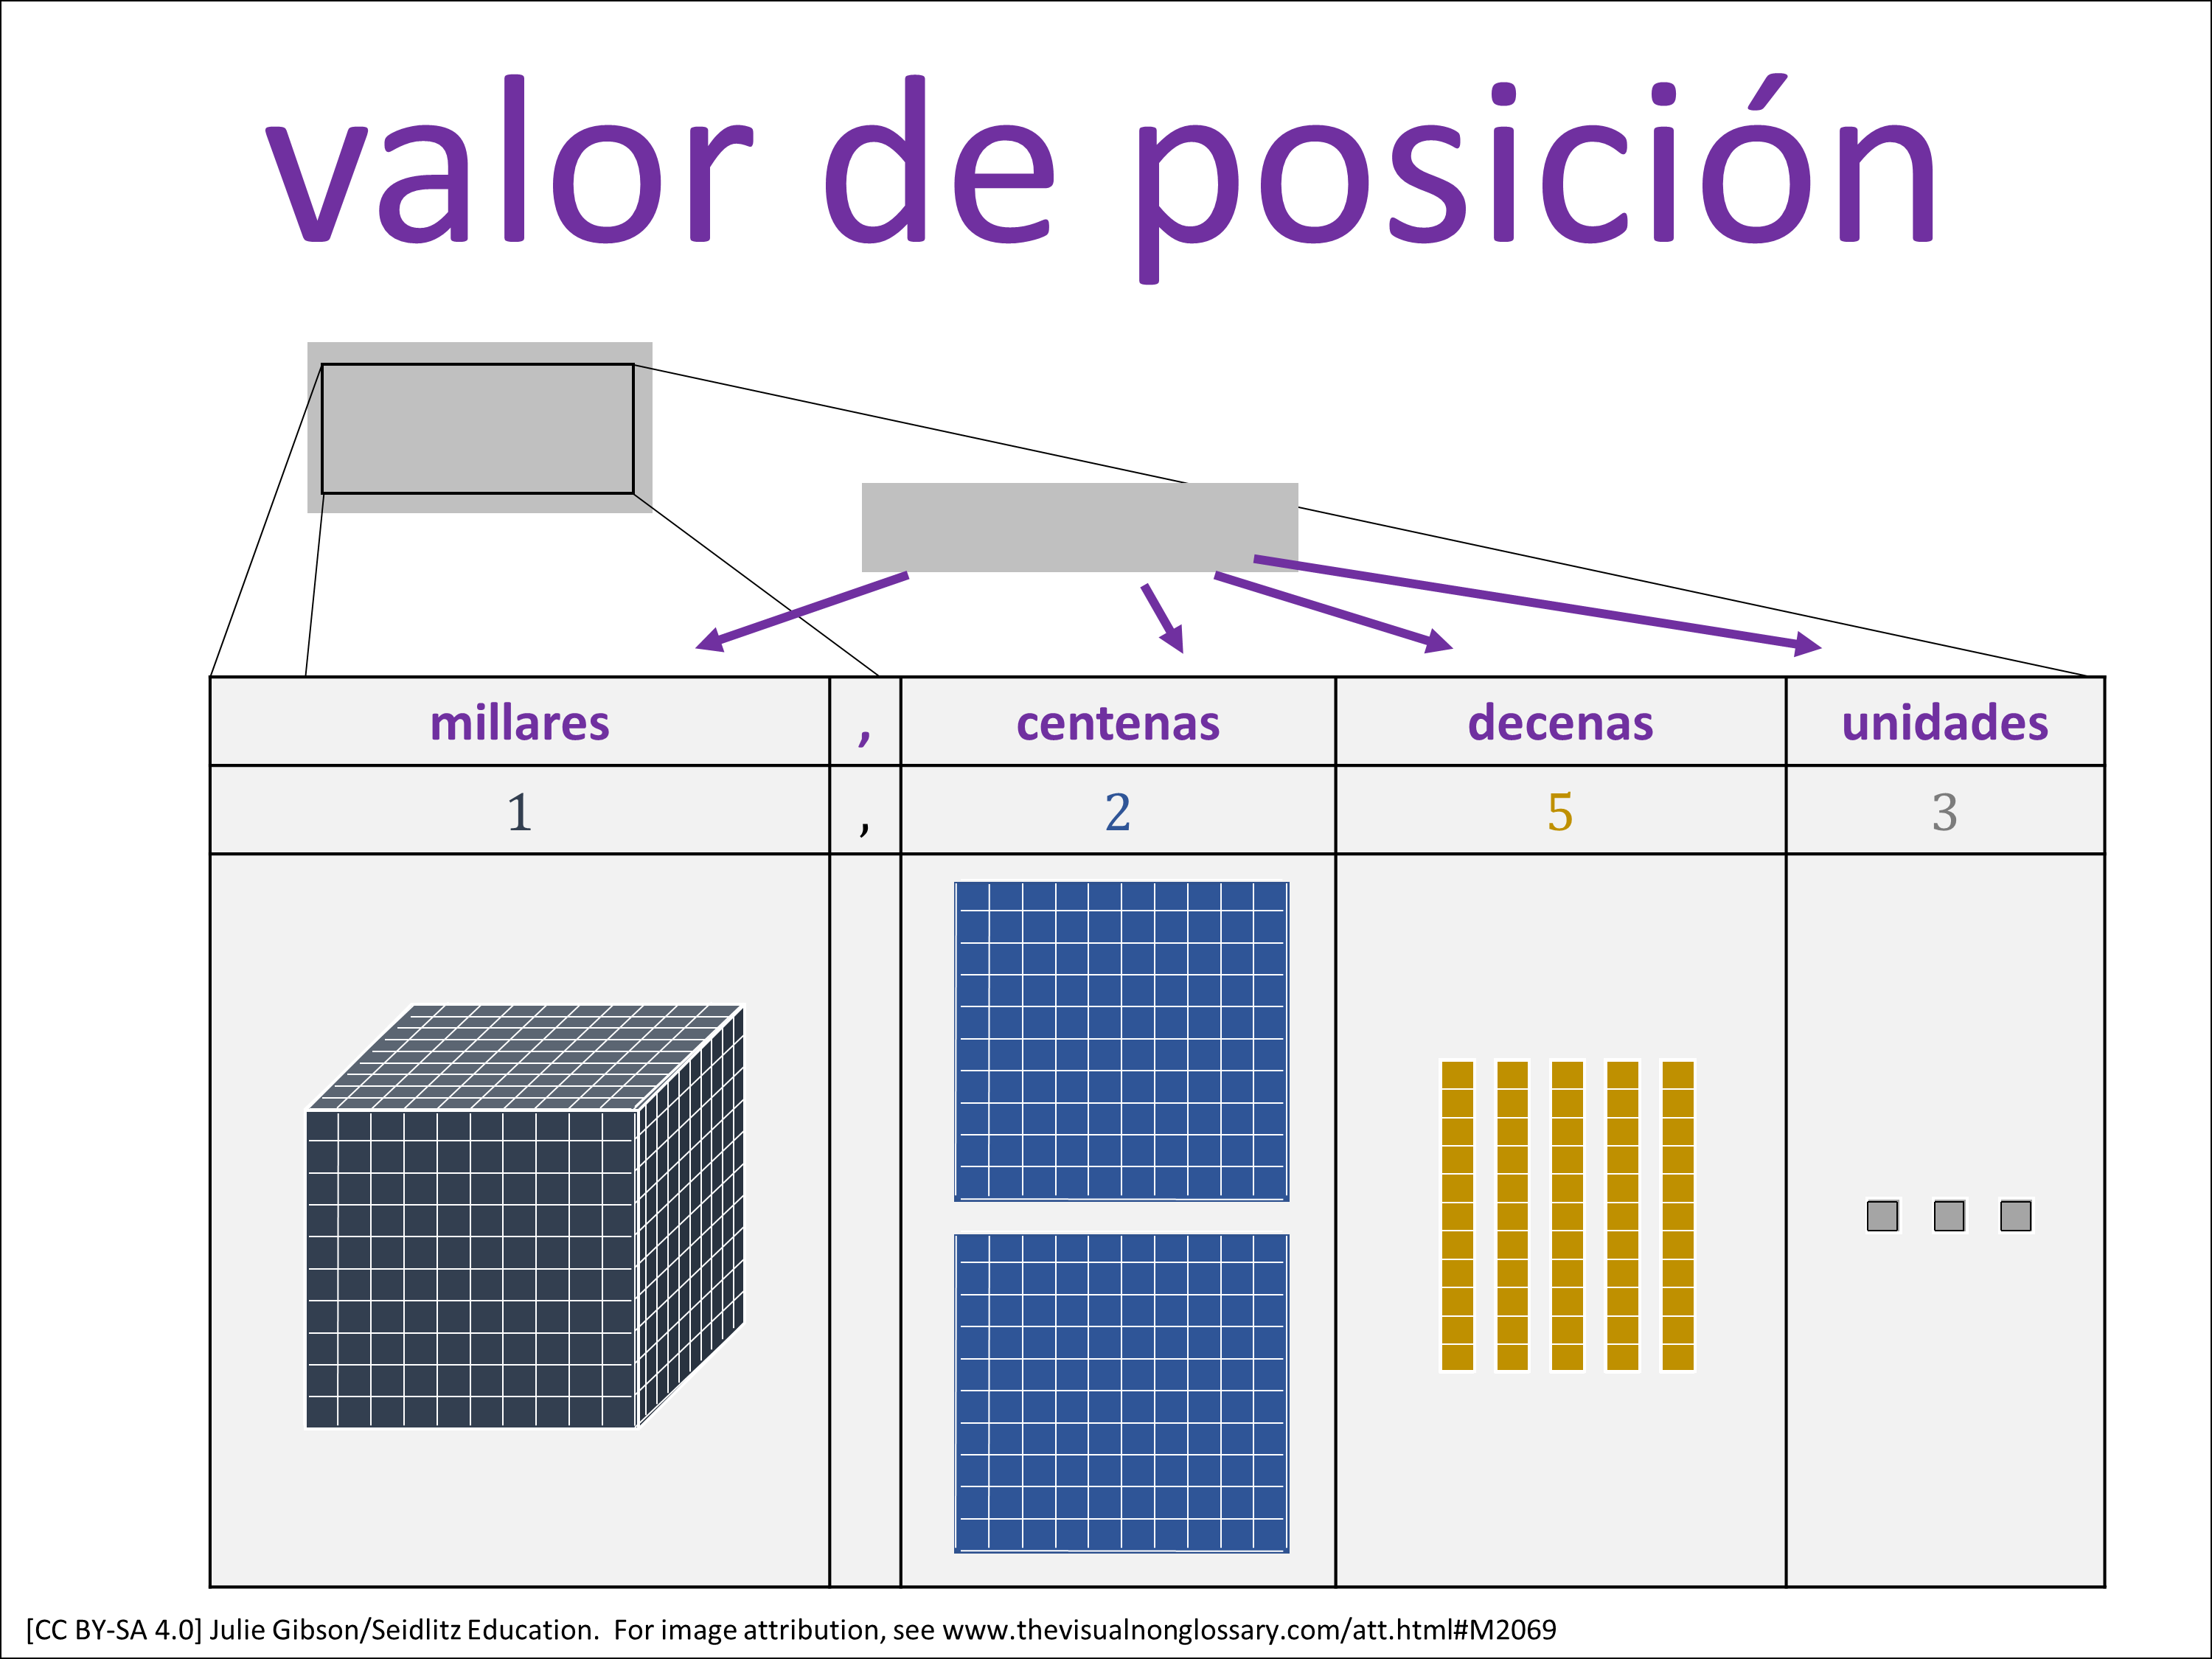 valor de posición
millares , centenas decenas unidades
1 , 2 5 3
[CC BY-SA 4.0] Julie Gibson/Seidlitz Education. For image attribution, see www.thevisualnonglossary.com/att.html#M2069